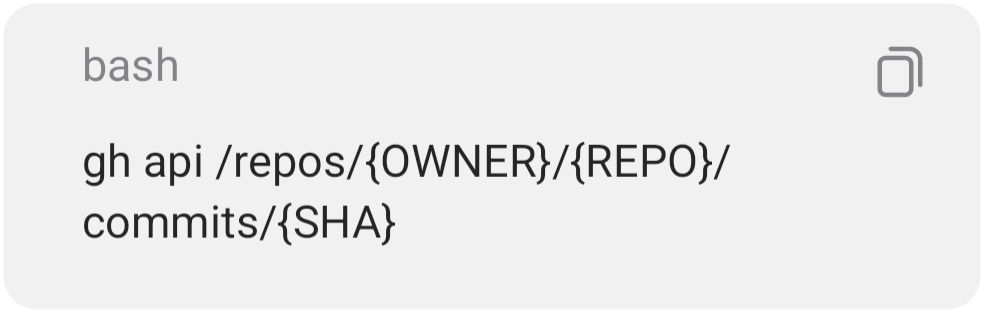 bash
gh api /repos/{OWNER}/{REPO}/
commits/{SHA}